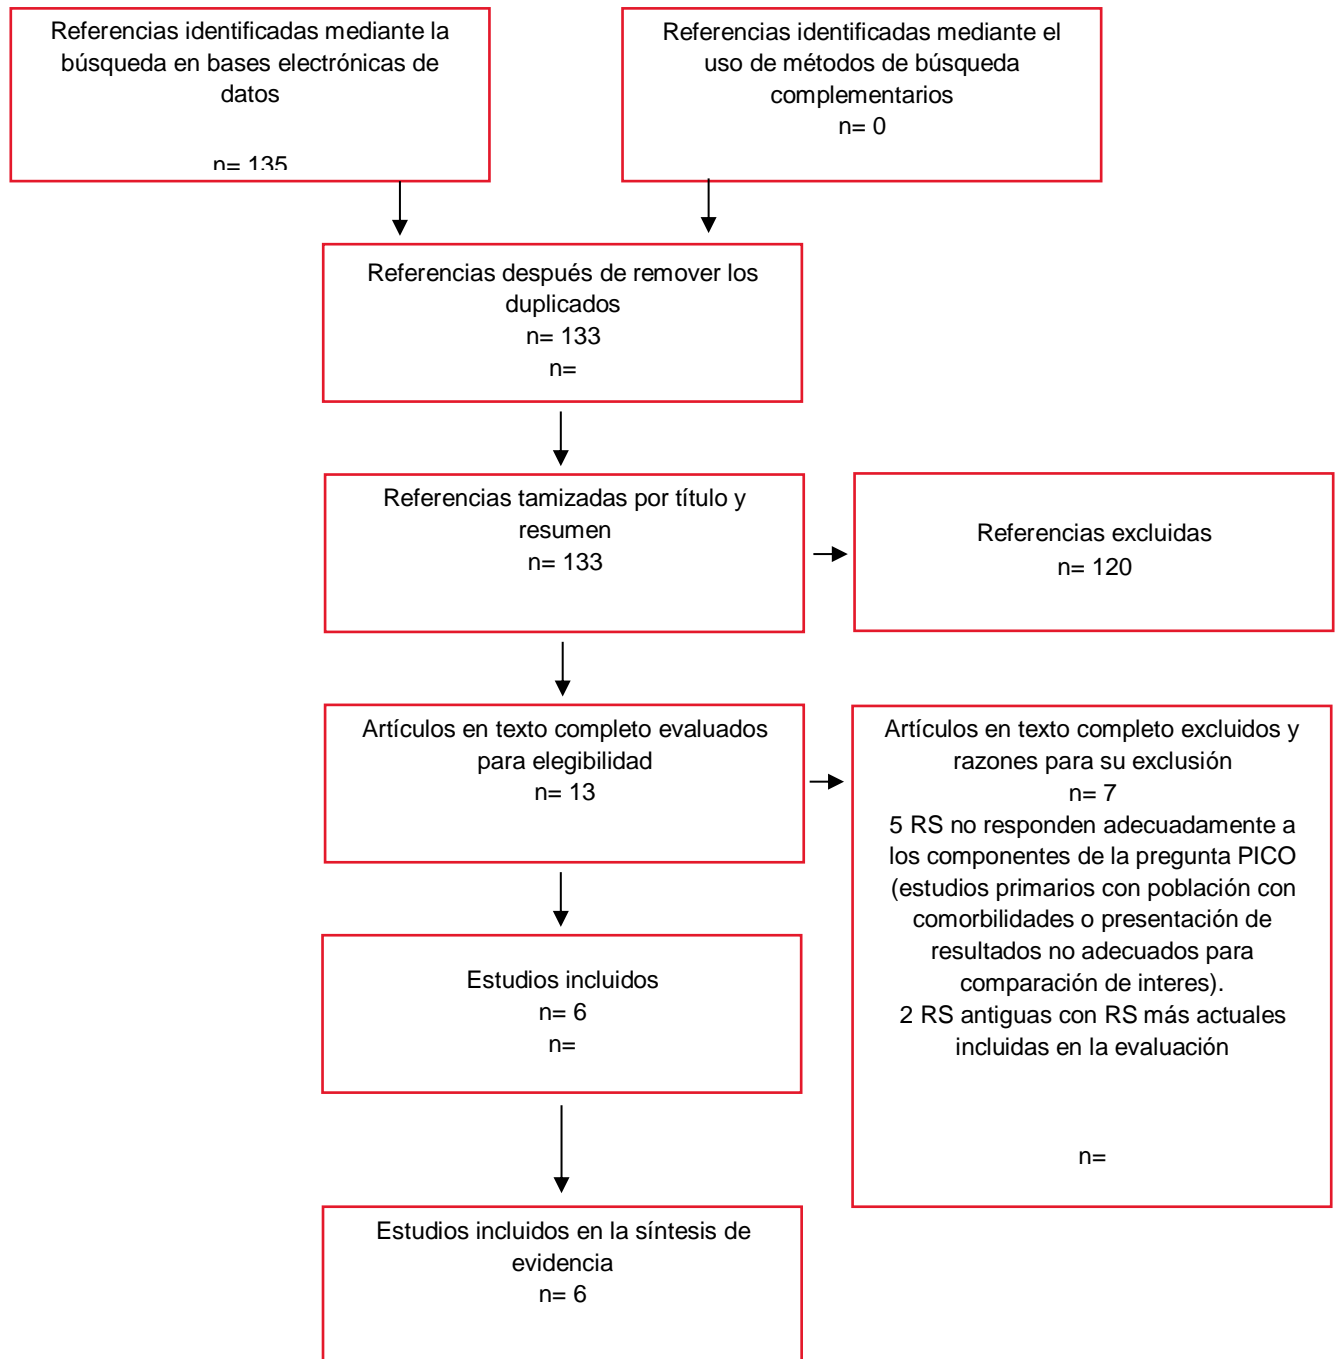 Referencias identificadas mediante la
búsqueda en bases electrónicas de
datos
n= 135
Referencias identificadas mediante el
uso de métodos de búsqueda
complementarios
n= 0
Referencias después de remover los
duplicados
n= 133
n=
Referencias tamizadas por título y
resumen
n= 133
Referencias excluidas
n= 120
Artículos en texto completo evaluados
para elegibilidad
n= 13
Artículos en texto completo excluidos y
razones para su exclusión
n= 7
5 RS no responden adecuadamente a
los componentes de la pregunta PICO
(estudios primarios con población con
comorbilidades o presentación de
resultados no adecuados para
comparación de interes).
2 RS antiguas con RS más actuales
incluidas en la evaluación
n=
Estudios incluidos
n= 6
n=
Estudios incluidos en la síntesis de
evidencia
n= 6